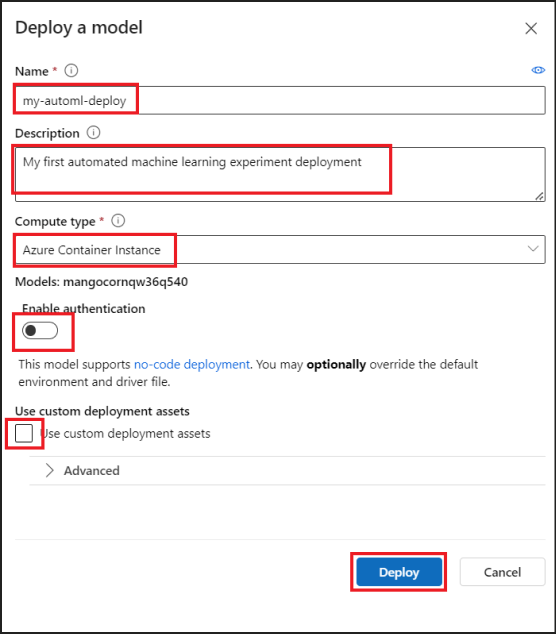 Deploy a model
Name *
my-automl-deploy
Description
My first automated machine learning experiment deployment
Compute type *
Azure Container Instance
Models: mangocornqw36q540
Enable authentication
This model supports no-code deployment. You may optionally override the default
environment and driver file.
Use custom deployment assets
Use custom deployment assets
Advanced
Deploy
Cancel